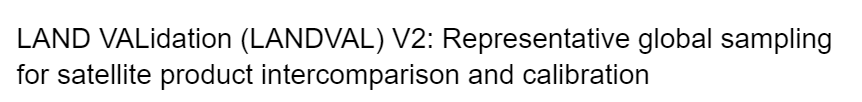 LAND VALidation (LANDVAL) V2: Representative global sampling
for satellite product intercomparison and calibration